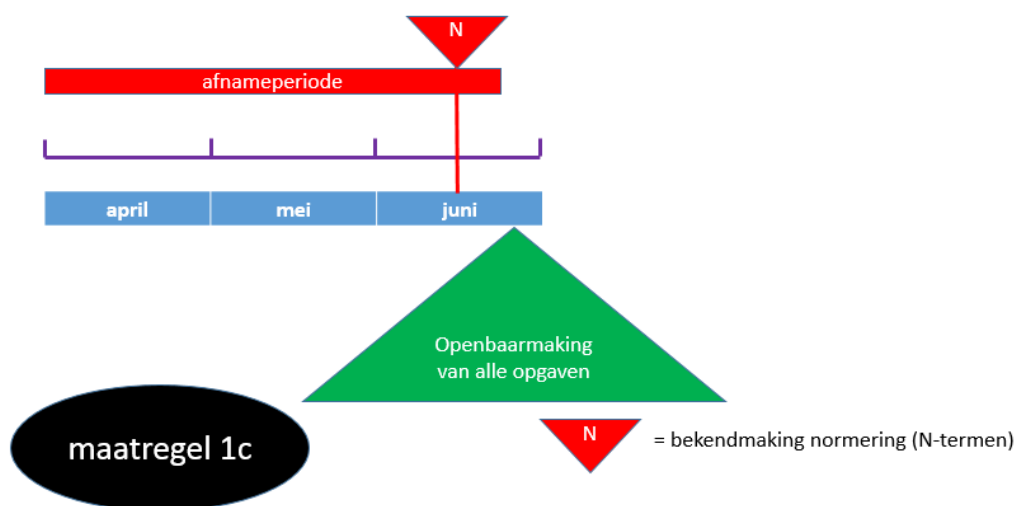 N
afnameperiode
april mei juni
Openbaarmaking
van alle opgaven
maatregel 1c
N
= bekendmaking normering (N-termen)